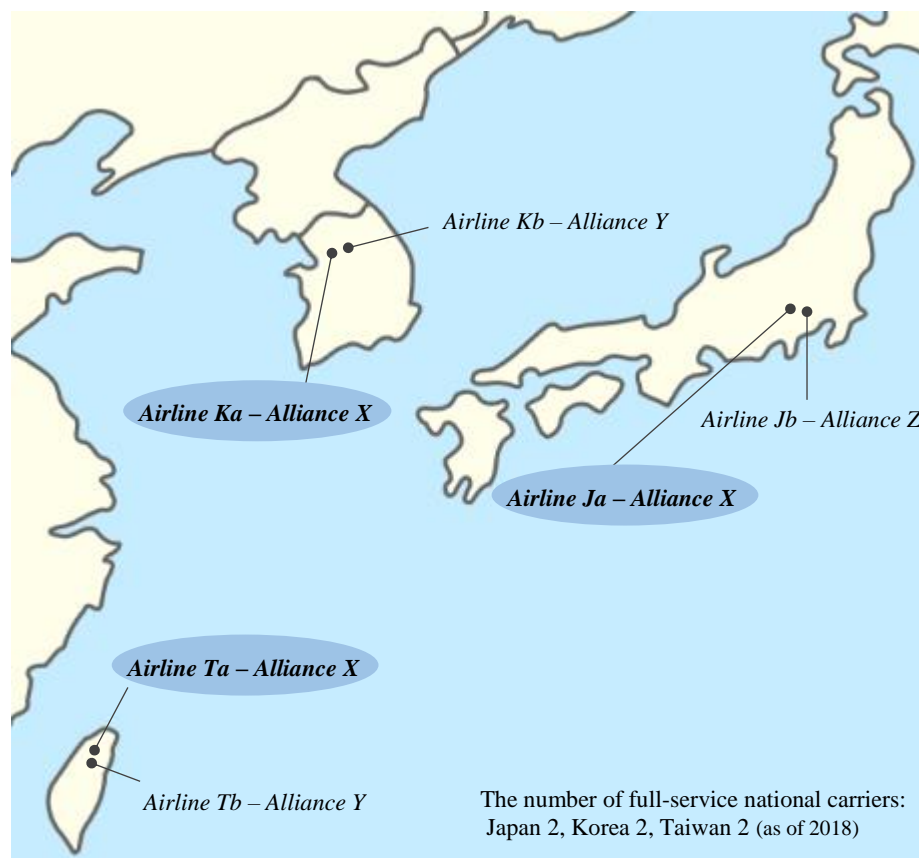 Airline Kb – Alliance Y
Airline Ka – Alliance X
Airline Jb – Alliance Z
Airline Ja – Alliance X
Airline Ta – Alliance X
Airline Tb – Alliance Y
The number of full-service national carriers:
Japan 2, Korea 2, Taiwan 2 (as of 2018)